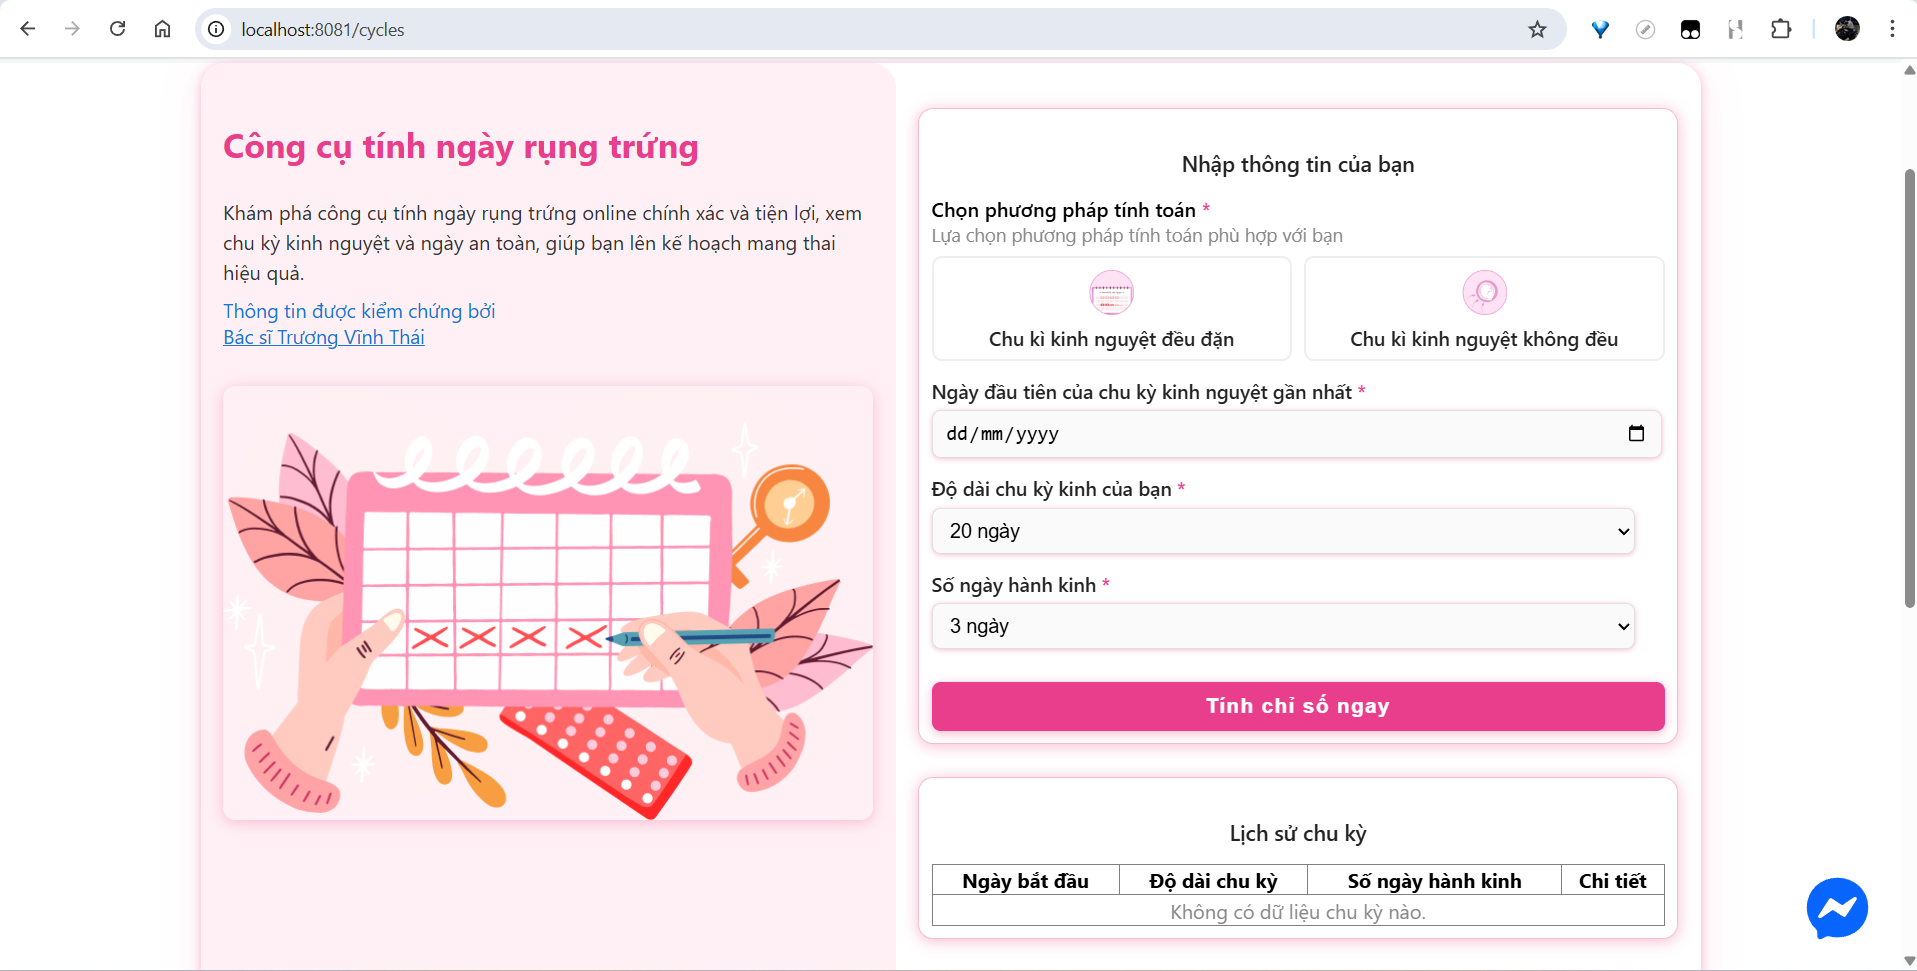 localhost:8081/cycles
Công cụ tính ngày rụng trứng
Khám phá công cụ tính ngày rụng trứng online chính xác và tiện lợi, xem
chu kỳ kinh nguyệt và ngày an toàn, giúp bạn lên kế hoạch mang thai
hiệu quả.
Thông tin được kiểm chứng bởi
Bác sĩ Trương Vĩnh Thái
Nhập thông tin của bạn
Chọn phương pháp tính toán *
Lựa chọn phương pháp tính toán phù hợp với bạn
Chu kì kinh nguyệt đều đặn
Chu kì kinh nguyệt không đều
Ngày đầu tiên của chu kỳ kinh nguyệt gần nhất *
dd/mm/yyyy
Độ dài chu kỳ kinh của bạn *
20 ngày
Số ngày hành kinh *
3 ngày
Tính chỉ số ngay
Lịch sử chu kỳ
Ngày bắt đầu Độ dài chu kỳ Số ngày hành kinh Chi tiết
Không có dữ liệu chu kỳ nào.